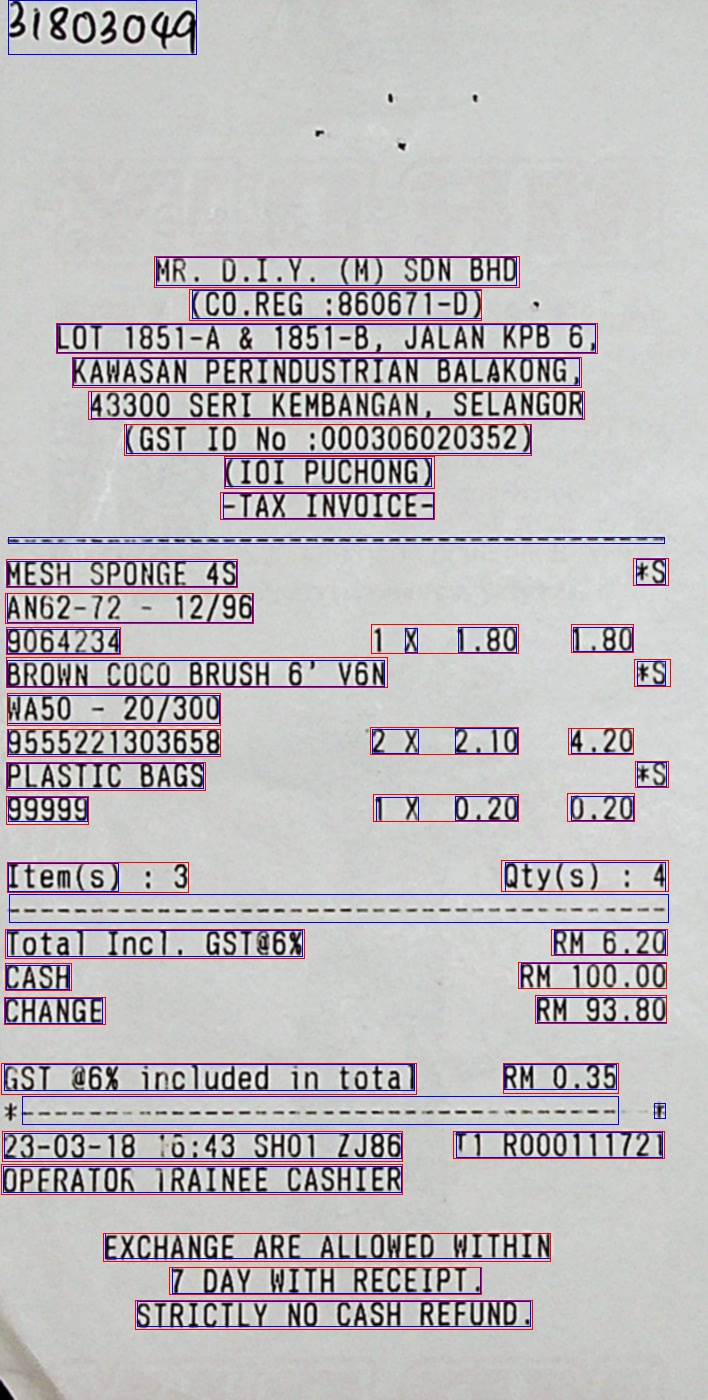 31803049
MR. D.I.Y. (M) SDN BHD
(CO.REG :860671-D)
LOT 1851-A & 1851-B, JALAN KPB 6,
KAWASAN PERINDUSTRIAN BALAKONG,
43300 SERI KEMBANGAN, SELANGOR
(GST ID No :000306020352)
(IOI PUCHONG)
-TAX INVOICE-
MESH SPONGE 4S *S
AN62-72 - 12/96
9064234 1 X 1.80 1.80
BROWN COCO BRUSH 6' V6N *S
WA50 - 20/300
9555221303658 2 X 2.10 4.20
PLASTIC BAGS *S
99999 1 X 0.20 0.20
Item(s) : 3 Qty(s) : 4
Total Incl. GST@6% RM 6.20
CASH RM 100.00
CHANGE RM 93.80
GST @6% included in total RM 0.35
*------------------------------------ *
23-03-18 16:43 SH01 ZJ86 T1 R000111721
OPERATOR TRAINEE CASHIER
EXCHANGE ARE ALLOWED WITHIN
7 DAY WITH RECEIPT.
STRICTLY NO CASH REFUND.